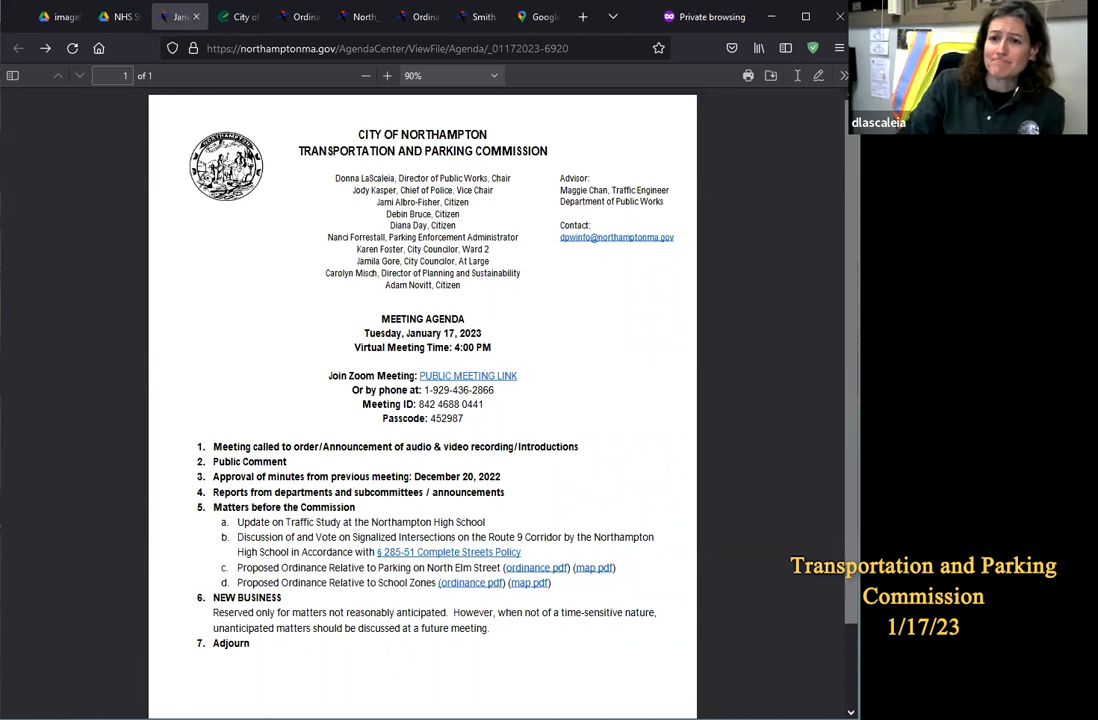 image
NHS S
Jan
City of
Ordina
North_
Ordina
Smith
Google
Private browsing
https://northamptonma.gov/AgendaCenter/ViewFile/Agenda/_01172023-6920
1 of 1
90%
dlascaleia
CITY OF NORTHAMPTON
TRANSPORTATION AND PARKING COMMISSION
Donna LaScaleia, Director of Public Works, Chair
Jody Kasper, Chief of Police, Vice Chair
Jami Albro-Fisher, Citizen
Debin Bruce, Citizen
Diana Day, Citizen
Nanci Forrestall, Parking Enforcement Administrator
Karen Foster, City Councilor, Ward 2
Jamila Gore, City Councilor, At Large
Carolyn Misch, Director of Planning and Sustainability
Adam Novitt, Citizen
Advisor:
Maggie Chan, Traffic Engineer
Department of Public Works
Contact:
dpwinfo@northamptonma.gov
MEETING AGENDA
Tuesday, January 17, 2023
Virtual Meeting Time: 4:00 PM
Join Zoom Meeting: PUBLIC MEETING LINK
Or by phone at: 1-929-436-2866
Meeting ID: 842 4688 0441
Passcode: 452987
1. Meeting called to order/Announcement of audio & video recording/Introductions
2. Public Comment
3. Approval of minutes from previous meeting: December 20, 2022
4. Reports from departments and subcommittees / announcements
5. Matters before the Commission
a. Update on Traffic Study at the Northampton High School
b. Discussion of and Vote on Signalized Intersections on the Route 9 Corridor by the Northampton
High School in Accordance with § 285-51 Complete Streets Policy
c. Proposed Ordinance Relative to Parking on North Elm Street (ordinance pdf) (map pdf)
d. Proposed Ordinance Relative to School Zones (ordinance pdf) (map pdf)
6. NEW BUSINESS
Reserved only for matters not reasonably anticipated. However, when not of a time-sensitive nature,
unanticipated matters should be discussed at a future meeting.
7. Adjourn
Transportation and Parking
Commission
1/17/23